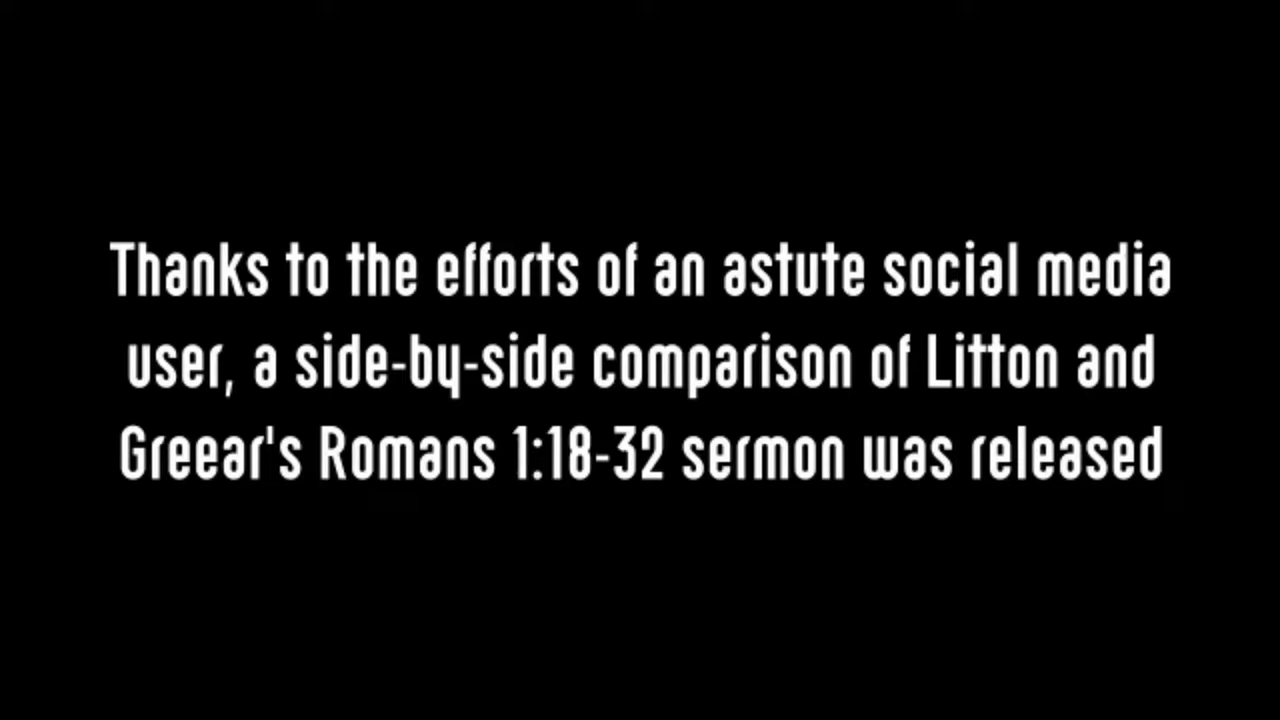 Thanks to the efforts of an astute social media
user, a side-by-side comparison of Litton and
Greear's Romans 1:18-32 sermon was released